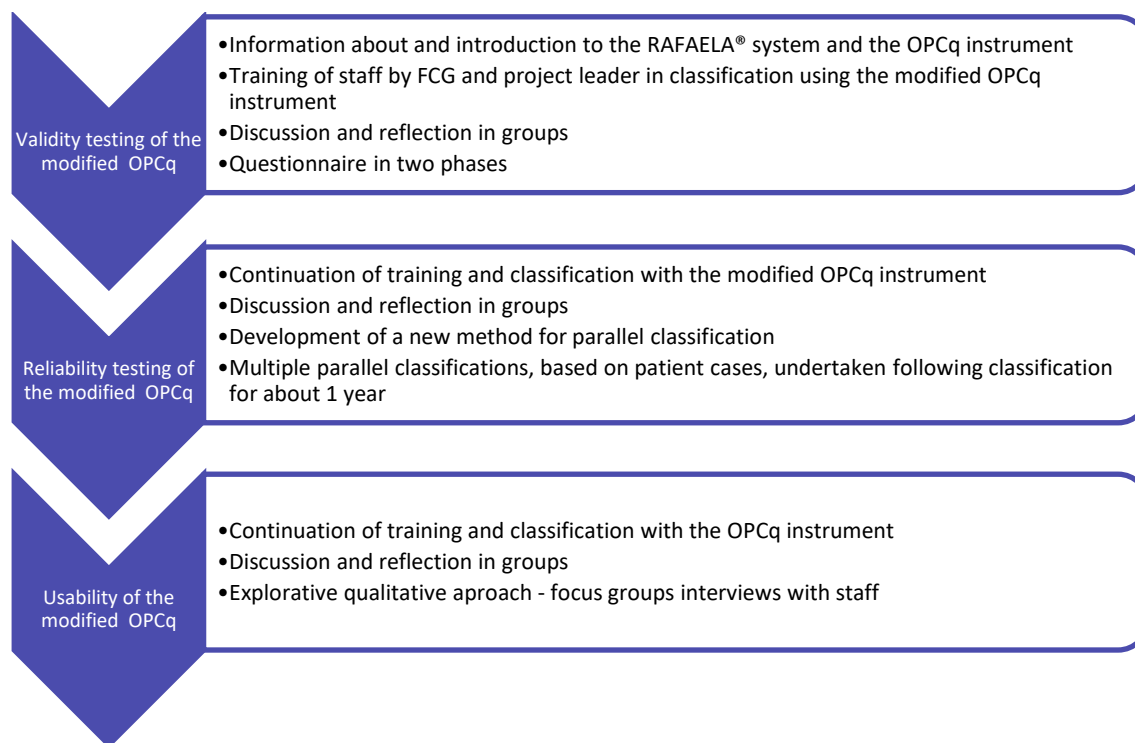 Validity testing of the
modified OPCq
•Information about and introduction to the RAFAELA® system and the OPCq instrument
•Training of staff by FCG and project leader in classification using the modified OPCq
instrument
•Discussion and reflection in groups
•Questionnaire in two phases
Reliability testing of
the modified OPCq
•Continuation of training and classification with the modified OPCq instrument
•Discussion and reflection in groups
•Development of a new method for parallel classification
•Multiple parallel classifications, based on patient cases, undertaken following classification
for about 1 year
Usability of the
modified OPCq
•Continuation of training and classification with the OPCq instrument
•Discussion and reflection in groups
•Explorative qualitative aproach - focus groups interviews with staff